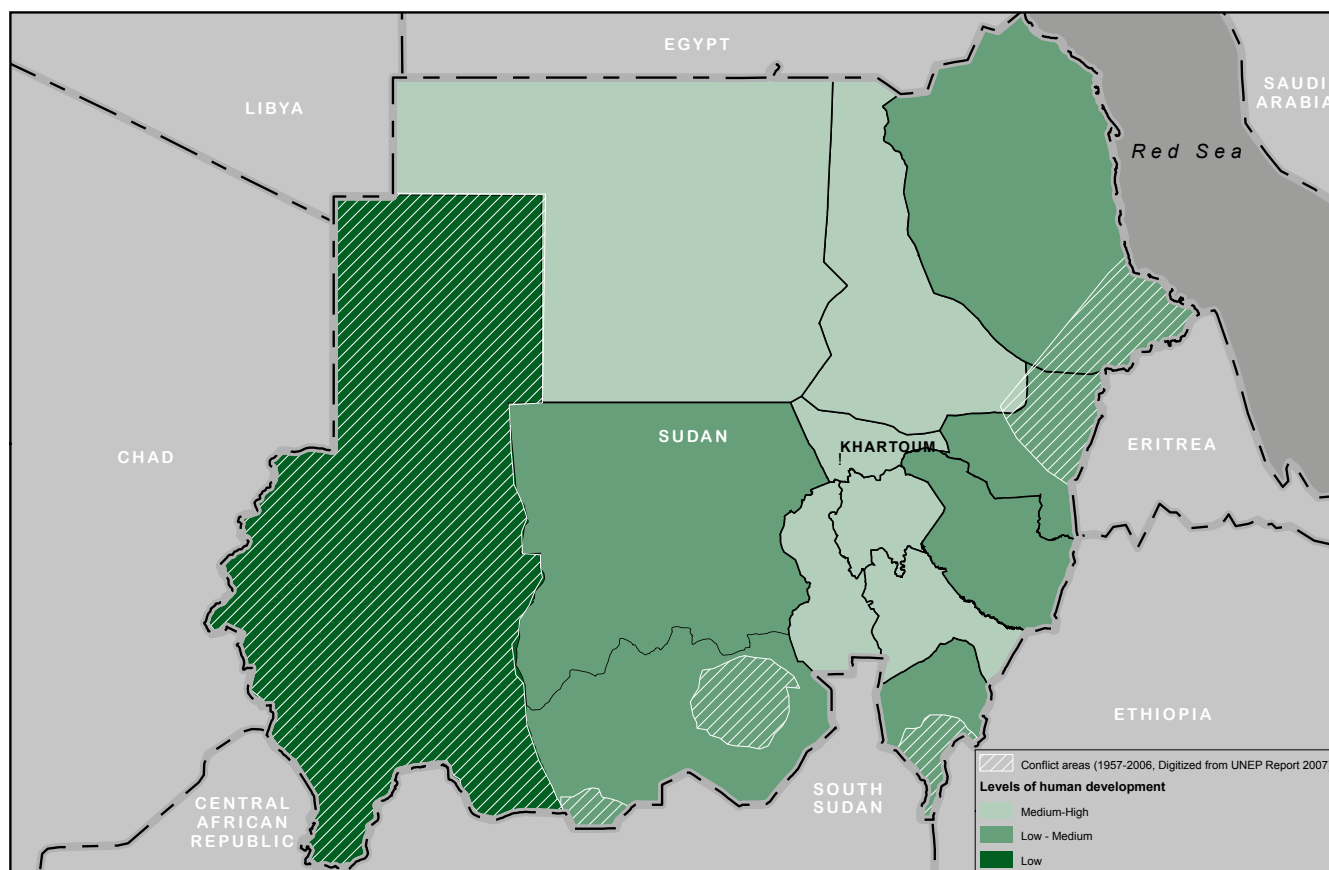 EGYPT
LIBYA
SAUDI
ARABIA
Red Sea
SUDAN
KHARTOUM
CHAD
ERITREA
ETHIOPIA
CENTRAL
AFRICAN
REPUBLIC
SOUTH
SUDAN
Conflict areas (1957-2006, Digitized from UNEP Report 2007
Levels of human development
Medium-High
Low - Medium
Low